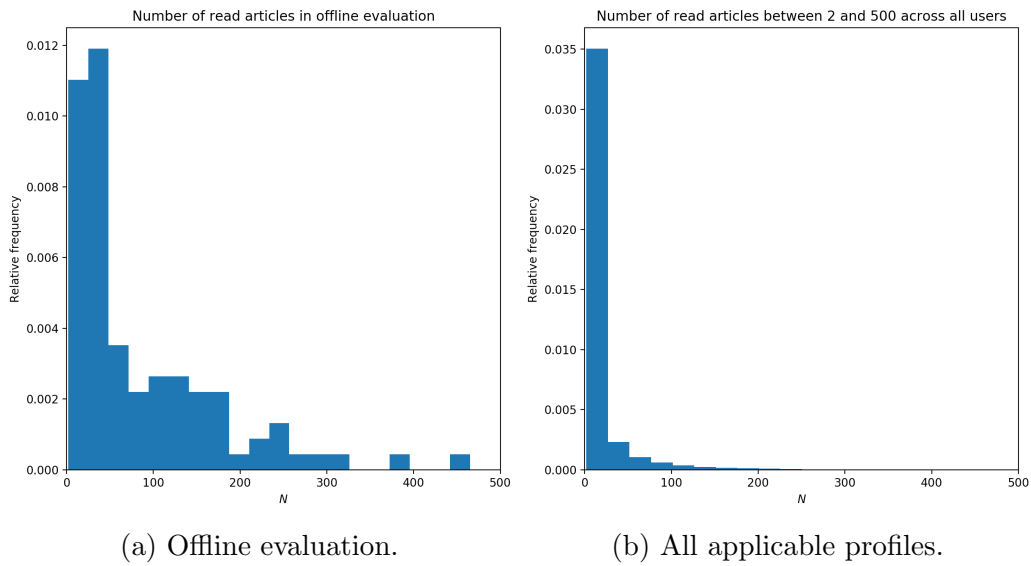 Number of read articles in offline evaluation
0.012
0.010
0.008
0.006
0.004
0.002
0.000
Relative frequency
0 100 200 300 400 500
N
(a) Offline evaluation.
Number of read articles between 2 and 500 across all users
0.035
0.030
0.025
0.020
0.015
0.010
0.005
0.000
Relative frequency
0 100 200 300 400 500
N
(b) All applicable profiles.